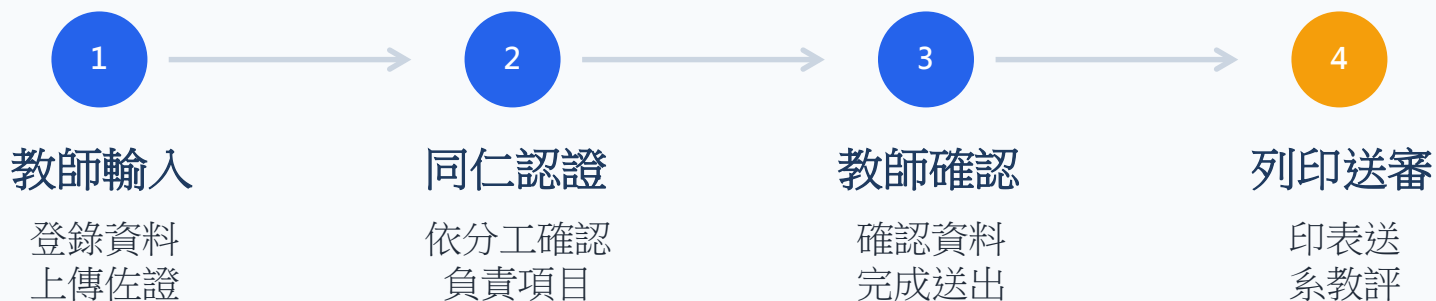 1
2
3
4
教師輸入
同仁認證
教師確認
列印送審
登錄資料
上傳佐證
依分工確認
負責項目
確認資料
完成送出
印表送
系教評